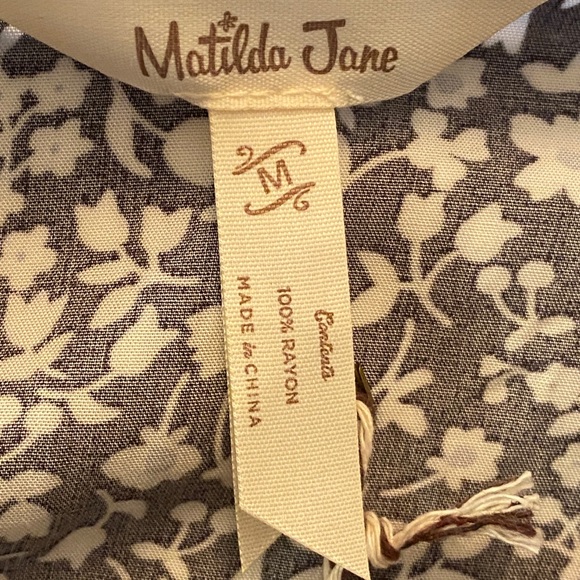 Matilda Jane
M
Contents
100% RAYON
MADE in CHINA